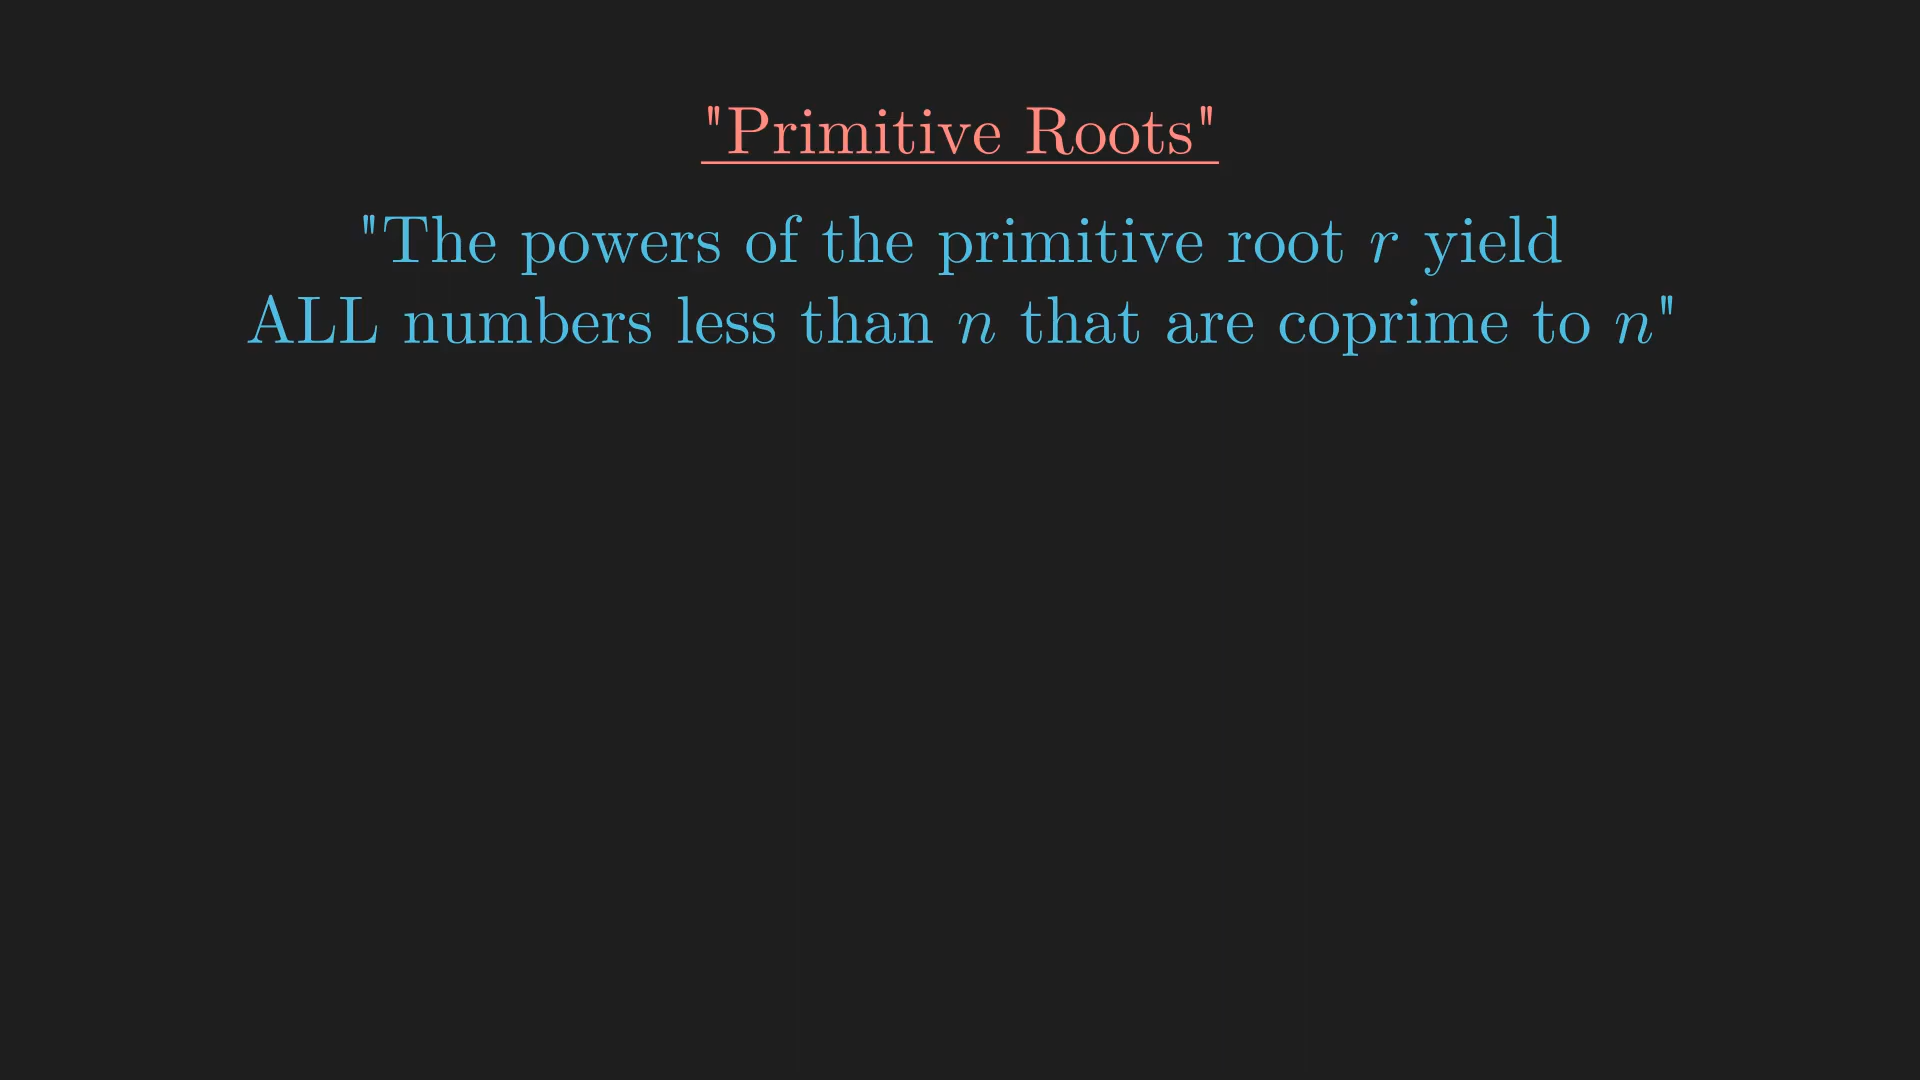 "Primitive Roots"
"The powers of the primitive root r yield
ALL numbers less than n that are coprime to n"